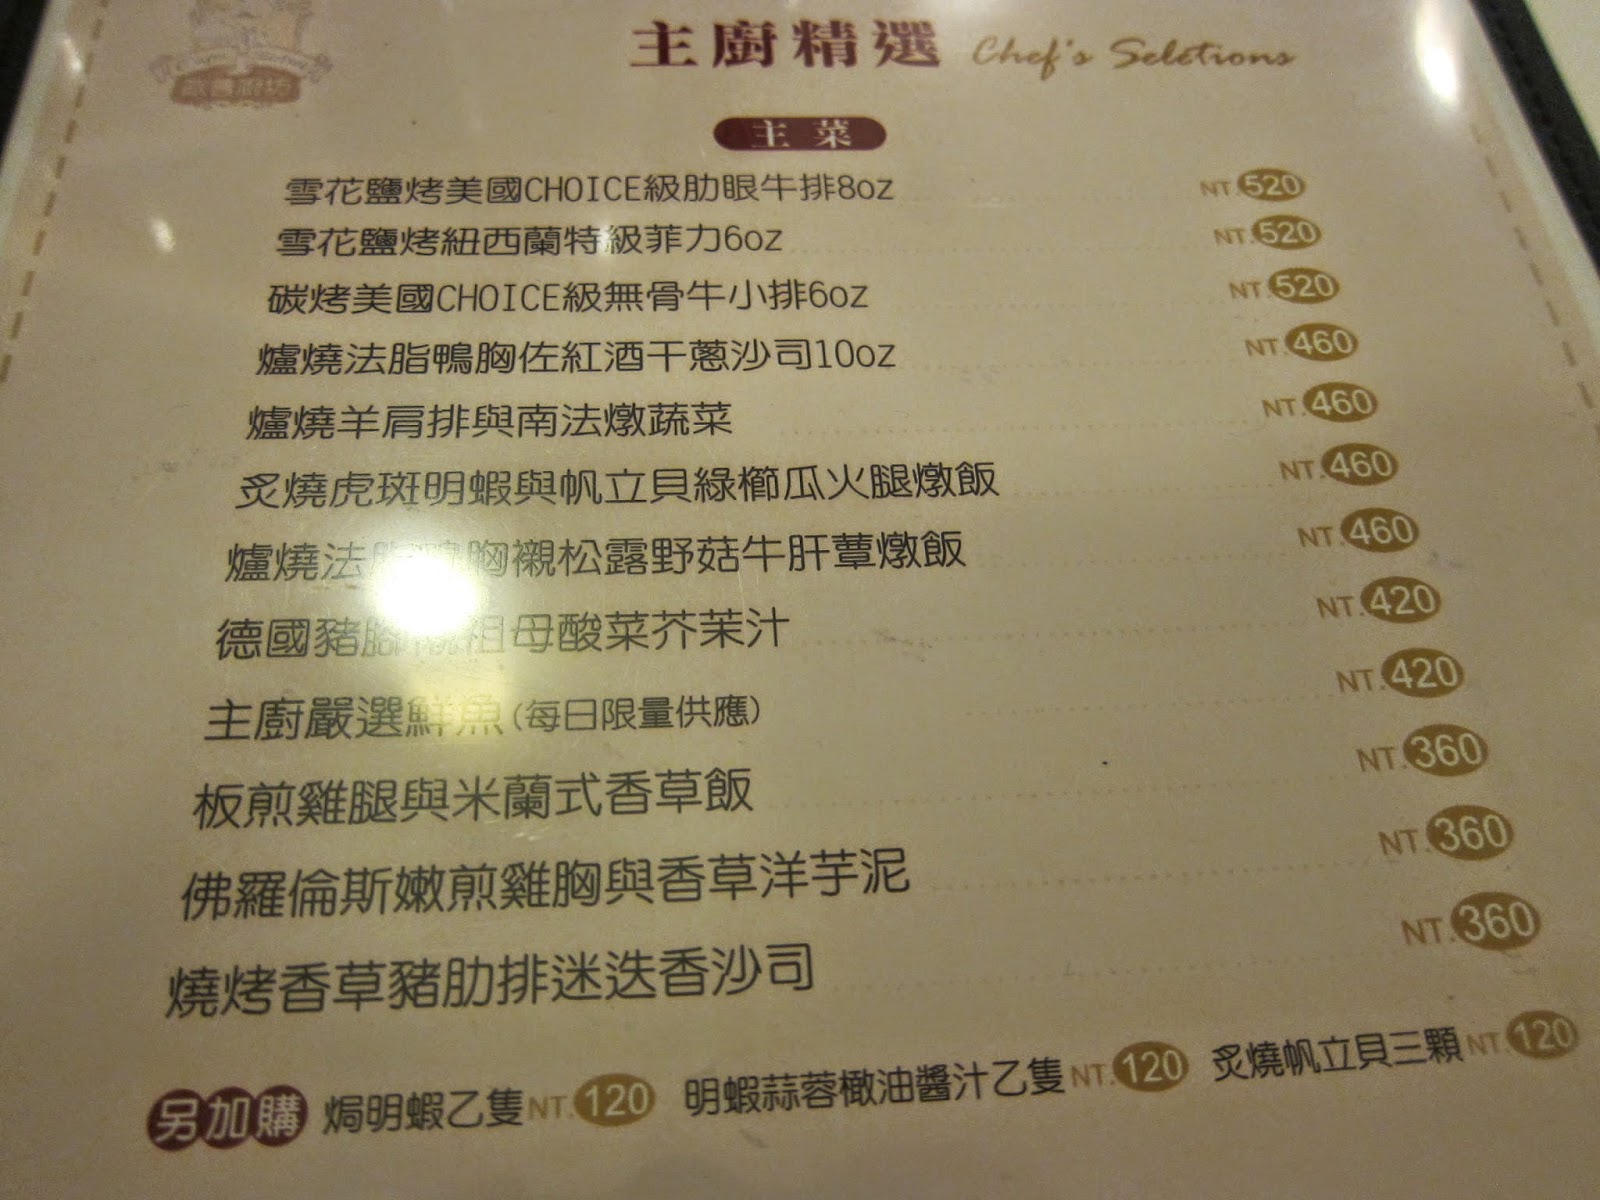 主廚精選 Chef's Seletions
主菜
雪花鹽烤美國CHOICE級肋眼牛排8oz NT.520
雪花鹽烤紐西蘭特級菲力6oz NT.520
碳烤美國CHOICE級無骨牛小排6oz NT.520
爐燒法脂鴨胸佐紅酒干蔥沙司10oz NT.460
爐燒羊肩排與南法燉蔬菜 NT.460
炙燒虎斑明蝦與帆立貝綠櫛瓜火腿燉飯 NT.460
爐燒法脂鴨胸襯松露野菇牛肝蕈燉飯 NT.460
德國豬腳祖母酸菜芥茉汁 NT.420
主廚嚴選鮮魚(每日限量供應) NT.420
板煎雞腿與米蘭式香草飯 NT.360
佛羅倫斯嫩煎雞胸與香草洋芋泥 NT.360
燒烤香草豬肋排迷迭香沙司 NT.360
另加購 焗明蝦乙隻NT.120 明蝦蒜蓉橄油醬汁乙隻NT.120 炙燒帆立貝三顆NT.120